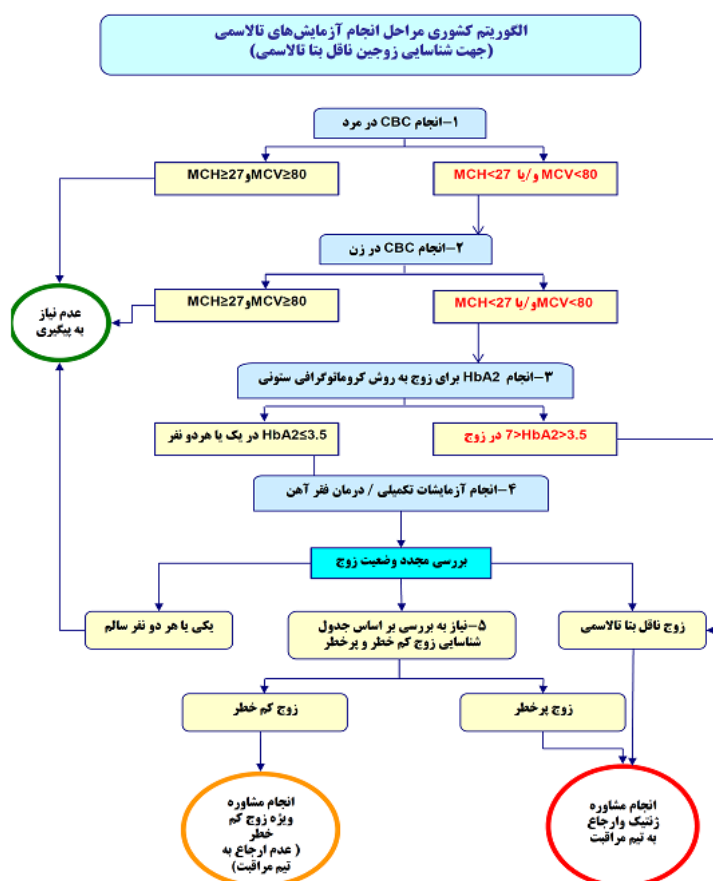 الگوریتم کشوری مراحل انجام آزمایش‌های تالاسمی
(جهت شناسایی زوجین ناقل بتا تالاسمی)
۱-انجام CBC در مرد
MCV<80 و/یا MCH<27
MCV≥80وMCH≥27
۲-انجام CBC در زن
MCV<80و/یا MCH<27
MCV≥80وMCH≥27
عدم نیاز
به پیگیری
۳-انجام HbA2 برای زوج به روش کروماتوگرافی ستونی
7>HbA2>3.5 در زوج
HbA2≤3.5 در یک یا هردو نفر
۴-انجام آزمایشات تکمیلی / درمان فقر آهن
بررسی مجدد وضعیت زوج
زوج ناقل بتا تالاسمی
۵-نیاز به بررسی بر اساس جدول
شناسایی زوج کم خطر و پرخطر
یکی یا هر دو نفر سالم
زوج پرخطر
زوج کم خطر
انجام مشاوره
ژنتیک وارجاع
به تیم مراقبت
انجام مشاوره
ویژه زوج کم
خطر
( عدم ارجاع به
تیم مراقبت)